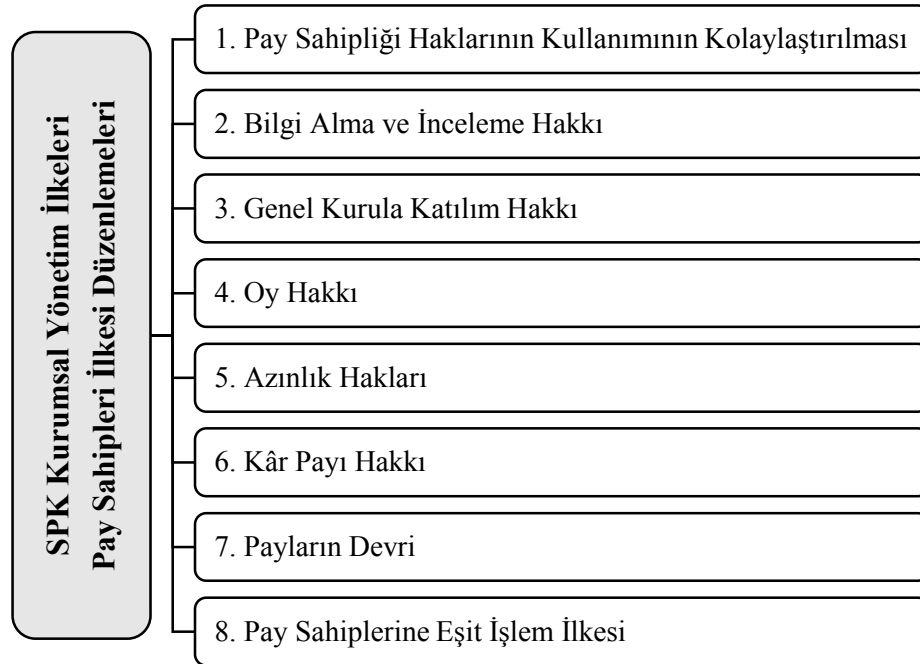 SPK Kurumsal Yönetim İlkeleri
Pay Sahipleri İlkesi Düzenlemeleri
1. Pay Sahipliği Haklarının Kullanımının Kolaylaştırılması
2. Bilgi Alma ve İnceleme Hakkı
3. Genel Kurula Katılım Hakkı
4. Oy Hakkı
5. Azınlık Hakları
6. Kâr Payı Hakkı
7. Payların Devri
8. Pay Sahiplerine Eşit İşlem İlkesi